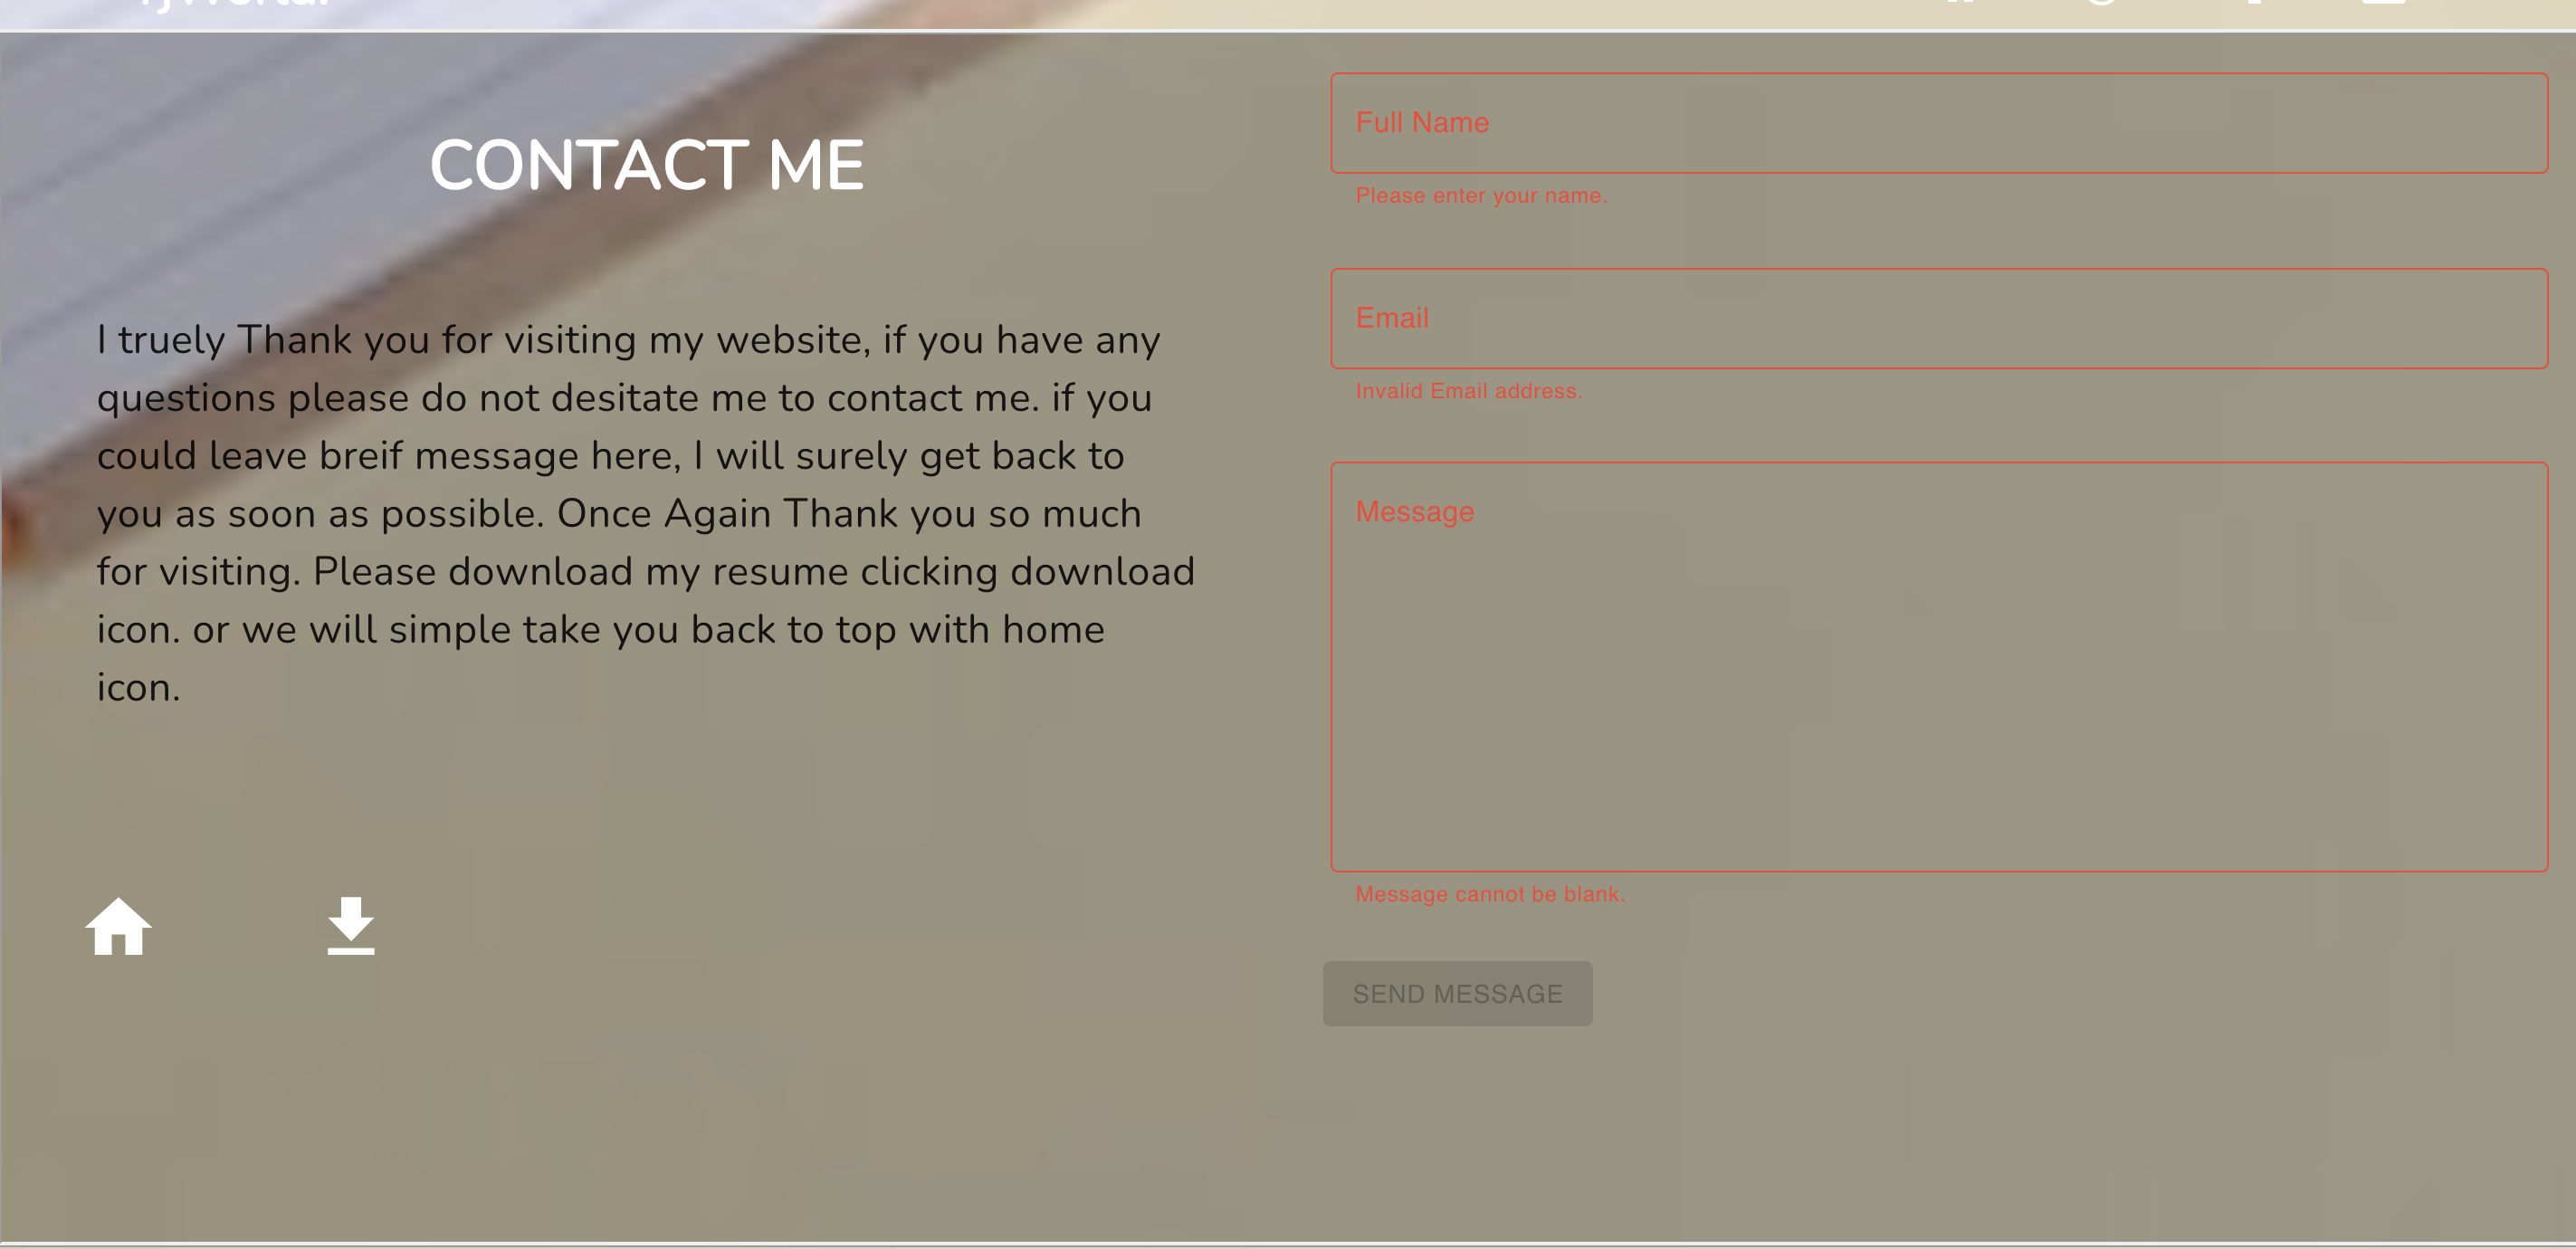 CONTACT ME
I truely Thank you for visiting my website, if you have any
questions please do not desitate me to contact me. if you
could leave breif message here, I will surely get back to
you as soon as possible. Once Again Thank you so much
for visiting. Please download my resume clicking download
icon. or we will simple take you back to top with home
icon.
Full Name
Please enter your name.
Email
Invalid Email address.
Message
Message cannot be blank.
SEND MESSAGE